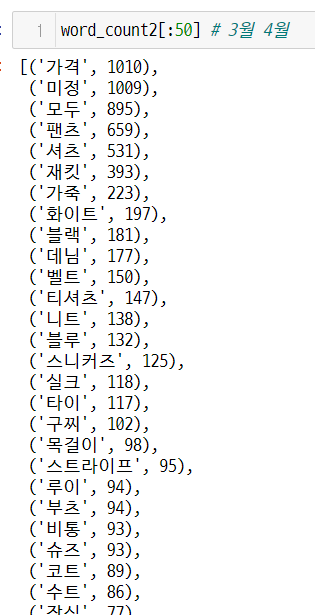 1 word_count2[:50] # 3월 4월
[('가격', 1010),
('미정', 1009),
('모두', 895),
('팬츠', 659),
('셔츠', 531),
('재킷', 393),
('가죽', 223),
('화이트', 197),
('블랙', 181),
('데님', 177),
('벨트', 150),
('티셔츠', 147),
('니트', 138),
('블루', 132),
('스니커즈', 125),
('실크', 118),
('타이', 117),
('구찌', 102),
('목걸이', 98),
('스트라이프', 95),
('루이', 94),
('부츠', 94),
('비통', 93),
('슈즈', 93),
('코트', 89),
('수트', 86),
('장식', 77)